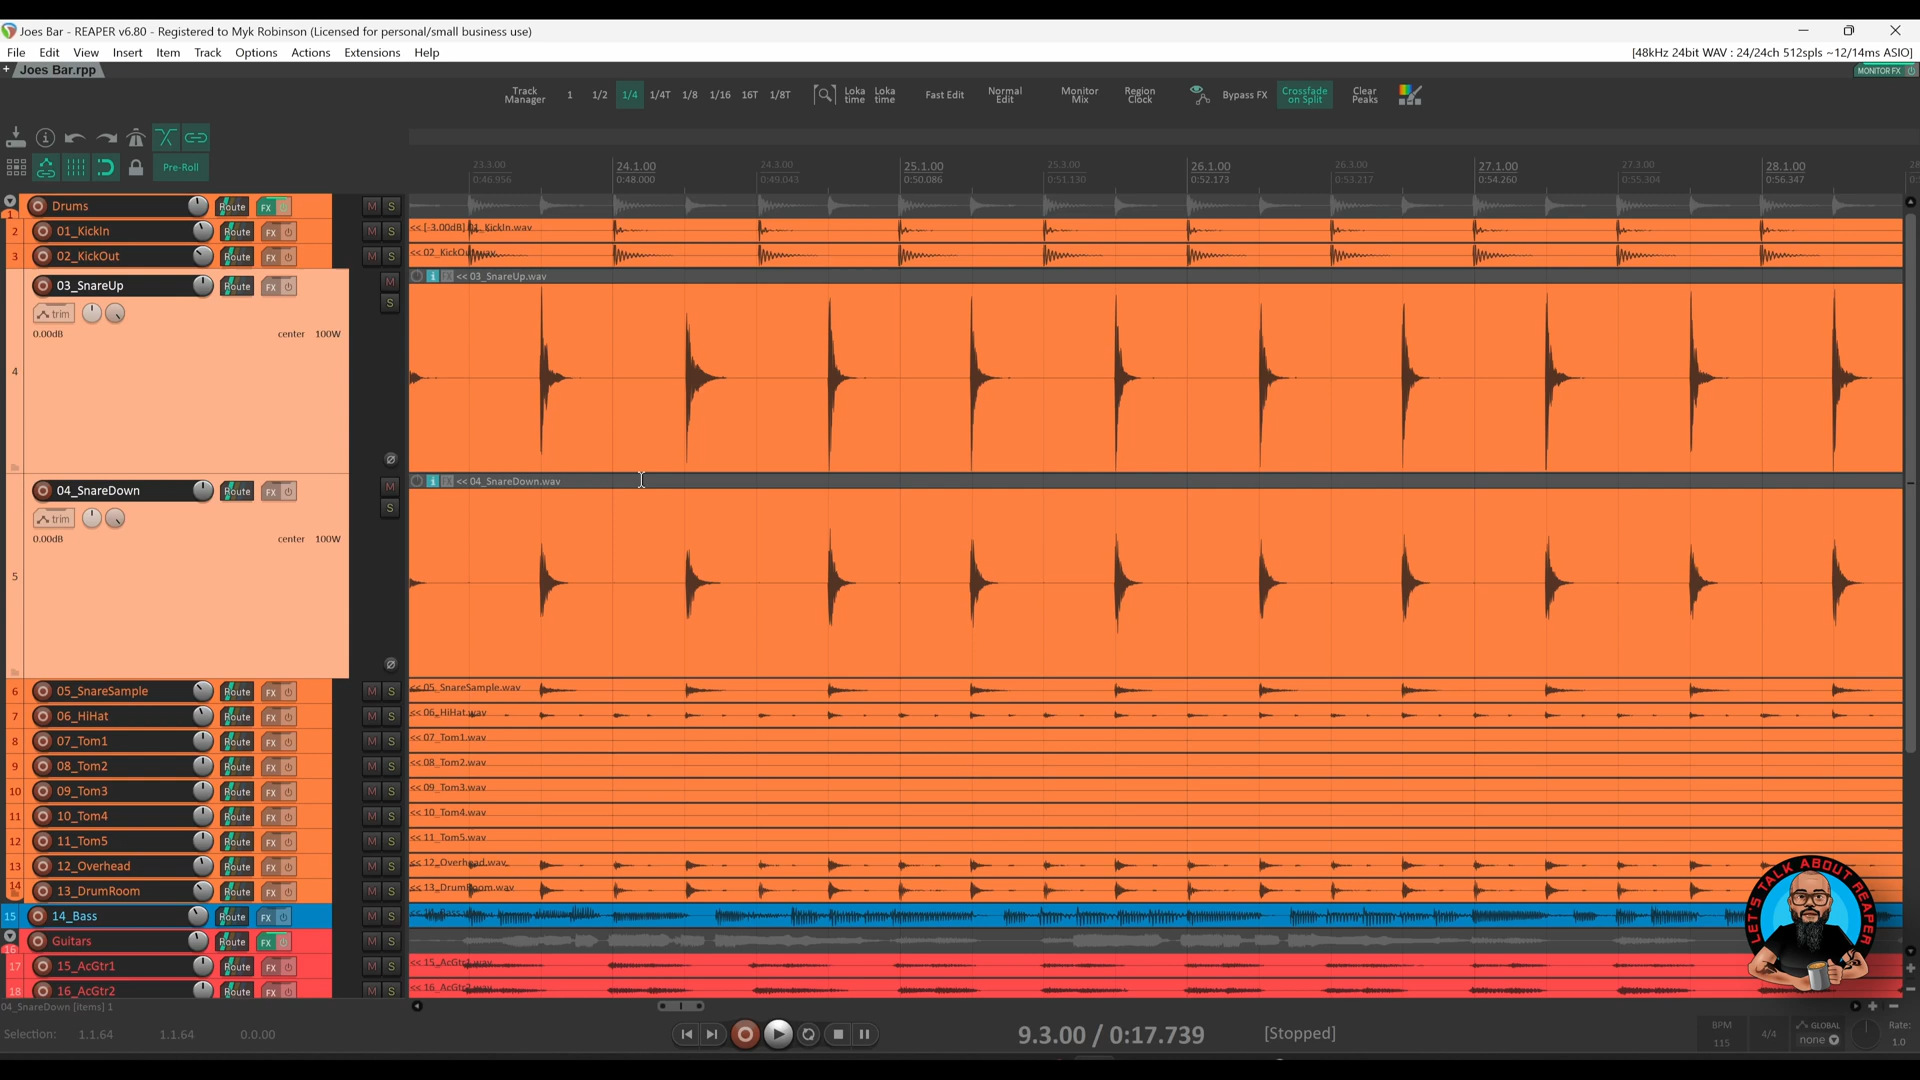 Joes Bar - REAPER v6.80 - Registered to Myk Robinson (Licensed for personal/small business use)
File Edit View Insert Item Track Options Actions Extensions Help
[48kHz 24bit WAV : 24/24ch 512spls ~12/14ms ASIO]
+ Joes Bar.rpp
MONITOR FX
Track Manager 1 1/2 1/4 1/4T 1/8 1/16 16T 1/8T Loka time Loka time Fast Edit Normal Edit Monitor Mix Region Clock Bypass FX Crossfade on Split Clear Peaks
Pre-Roll
23.3.00 24.1.00 24.3.00 25.1.00 25.3.00 26.1.00 26.3.00 27.1.00 27.3.00 28.1.00
0:46.956 0:48.000 0:49.043 0:50.086 0:51.130 0:52.173 0:53.217 0:54.260 0:55.304 0:56.347
1 Drums Route FX M S
2 01_KickIn Route FX M S << [-3.00dB] 01_KickIn.wav
3 02_KickOut Route FX M S << 02_KickOut.wav
03_SnareUp Route FX M << 03_SnareUp.wav
S
trim
0.00dB center 100W
4
04_SnareDown Route FX M << 04_SnareDown.wav
S
trim
0.00dB center 100W
5
6 05_SnareSample Route FX M S << 05_SnareSample.wav
7 06_HiHat Route FX M S << 06_HiHat.wav
8 07_Tom1 Route FX M S << 07_Tom1.wav
9 08_Tom2 Route FX M S << 08_Tom2.wav
10 09_Tom3 Route FX M S << 09_Tom3.wav
11 10_Tom4 Route FX M S << 10_Tom4.wav
12 11_Tom5 Route FX M S << 11_Tom5.wav
13 12_Overhead Route FX M S << 12_Overhead.wav
14 13_DrumRoom Route FX M S << 13_DrumRoom.wav
15 14_Bass Route FX M S
16 Guitars Route FX M S
17 15_AcGtr1 Route FX M S << 15_AcGtr1.wav
18 16_AcGtr2 Route FX M S << 16_AcGtr2.wav
LET'S TALK ABOUT REAPER
04_SnareDown [items] 1
Selection: 1.1.64 1.1.64 0.0.00
9.3.00 / 0:17.739 [Stopped]
BPM 115 4/4 GLOBAL none Rate: 1.0